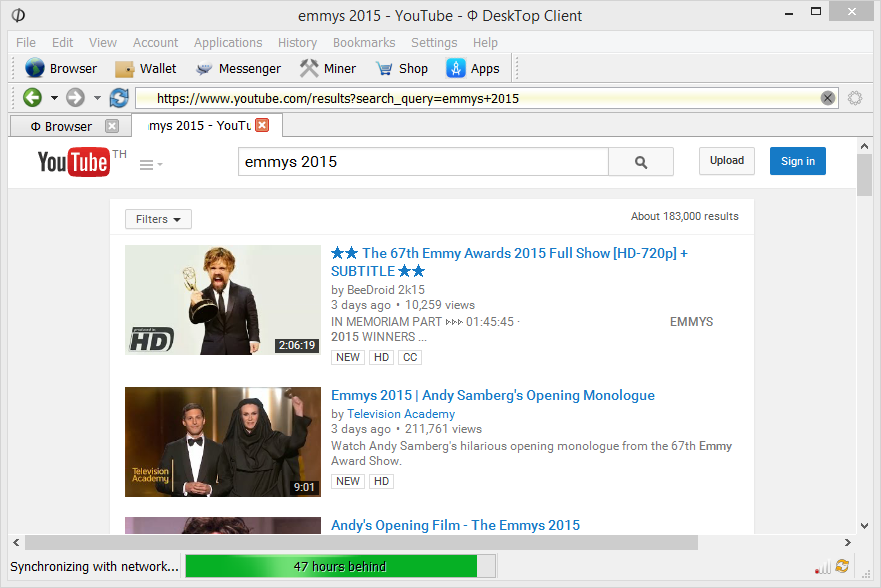 emmys 2015 - YouTube - Φ DeskTop Client
File Edit View Account Applications History Bookmarks Settings Help
Browser Wallet Messenger Miner Shop Apps
https://www.youtube.com/results?search_query=emmys+2015
Φ Browser mys 2015 - YouTu
YouTube TH
emmys 2015
Upload
Sign in
Filters
About 183,000 results
★★ The 67th Emmy Awards 2015 Full Show [HD-720p] +
SUBTITLE ★★
by BeeDroid 2k15
3 days ago • 10,259 views
IN MEMORIAM PART ▹▹▹ 01:45:45 · EMMYS
2015 WINNERS ...
NEW HD CC
produced in
HD
2:06:19
Emmys 2015 | Andy Samberg's Opening Monologue
by Television Academy
3 days ago • 211,761 views
Watch Andy Samberg's hilarious opening monologue from the 67th Emmy
Award Show.
NEW HD
Television
Academy
9:01
Andy's Opening Film - The Emmys 2015
Synchronizing with network...
47 hours behind